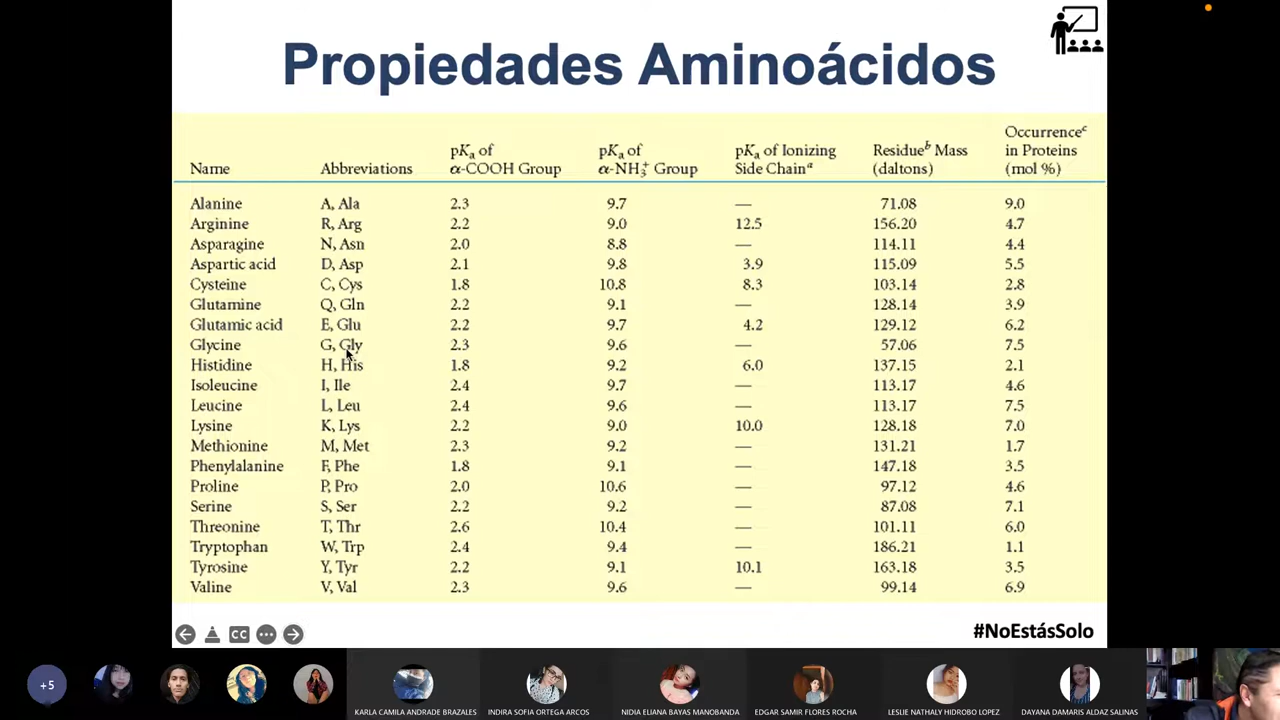 Propiedades Aminoácidos
Name Abbreviations pKa of α-COOH Group pKa of α-NH3+ Group pKa of Ionizing Side Chain^a Residue^b Mass (daltons) Occurrence^c in Proteins (mol %)
Alanine A, Ala 2.3 9.7 — 71.08 9.0
Arginine R, Arg 2.2 9.0 12.5 156.20 4.7
Asparagine N, Asn 2.0 8.8 — 114.11 4.4
Aspartic acid D, Asp 2.1 9.8 3.9 115.09 5.5
Cysteine C, Cys 1.8 10.8 8.3 103.14 2.8
Glutamine Q, Gln 2.2 9.1 — 128.14 3.9
Glutamic acid E, Glu 2.2 9.7 4.2 129.12 6.2
Glycine G, Gly 2.3 9.6 — 57.06 7.5
Histidine H, His 1.8 9.2 6.0 137.15 2.1
Isoleucine I, Ile 2.4 9.7 — 113.17 4.6
Leucine L, Leu 2.4 9.6 — 113.17 7.5
Lysine K, Lys 2.2 9.0 10.0 128.18 7.0
Methionine M, Met 2.3 9.2 — 131.21 1.7
Phenylalanine F, Phe 1.8 9.1 — 147.18 3.5
Proline P, Pro 2.0 10.6 — 97.12 4.6
Serine S, Ser 2.2 9.2 — 87.08 7.1
Threonine T, Thr 2.6 10.4 — 101.11 6.0
Tryptophan W, Trp 2.4 9.4 — 186.21 1.1
Tyrosine Y, Tyr 2.2 9.1 10.1 163.18 3.5
Valine V, Val 2.3 9.6 — 99.14 6.9
CC
#NoEstásSolo
+5
KARLA CAMILA ANDRADE BRAZALES
INDIRA SOFIA ORTEGA ARCOS
NIDIA ELIANA BAYAS MANOBANDA
EDGAR SAMIR FLORES ROCHA
LESLIE NATHALY HIDROBO LOPEZ
DAYANA DAMARIS ALDAZ SALINAS